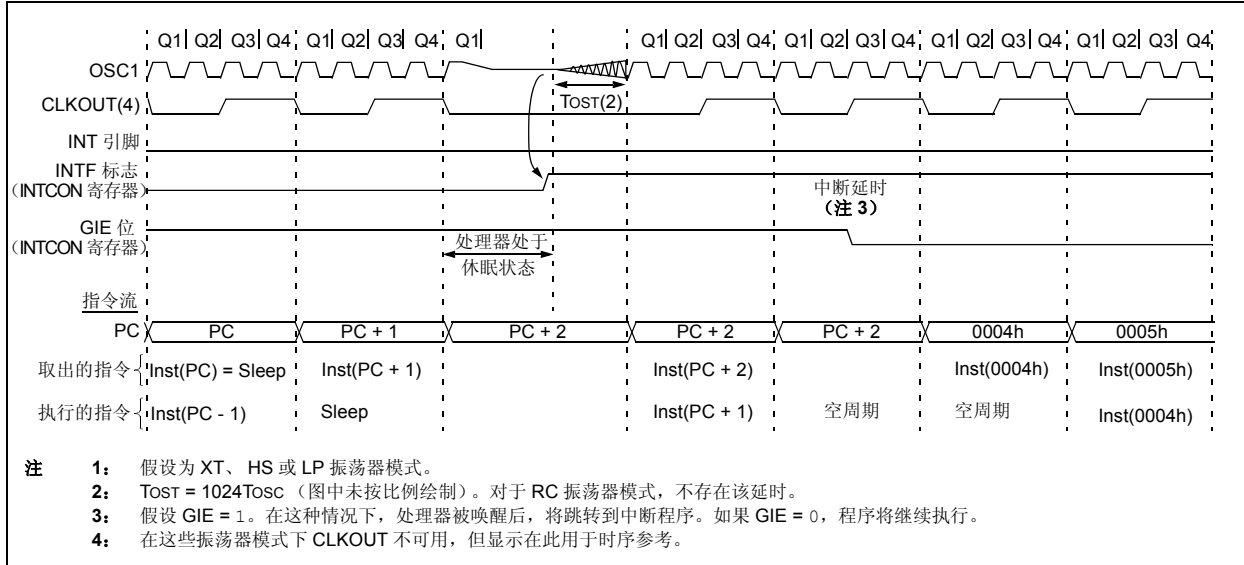 Q1 Q2 Q3 Q4 Q1 Q2 Q3 Q4 Q1 Q1 Q2 Q3 Q4 Q1 Q2 Q3 Q4 Q1 Q2 Q3 Q4 Q1 Q2 Q3 Q4
OSC1
CLKOUT(4)
TOST(2)
INT 引脚
INTF 标志
（INTCON 寄存器）
中断延时
（注 3）
GIE 位
（INTCON 寄存器）
处理器处于
休眠状态
指令流
PC PC PC + 1 PC + 2 PC + 2 PC + 2 0004h 0005h
取出的指令 Inst(PC) = Sleep Inst(PC + 1) Inst(PC + 2) Inst(0004h) Inst(0005h)
执行的指令 Inst(PC - 1) Sleep Inst(PC + 1) 空周期 空周期 Inst(0004h)
注 1： 假设为 XT、 HS 或 LP 振荡器模式。
2： TOST = 1024TOSC （图中未按比例绘制）。对于 RC 振荡器模式，不存在该延时。
3： 假设 GIE = 1。在这种情况下，处理器被唤醒后，将跳转到中断程序。如果 GIE = 0，程序将继续执行。
4： 在这些振荡器模式下 CLKOUT 不可用，但显示在此用于时序参考。